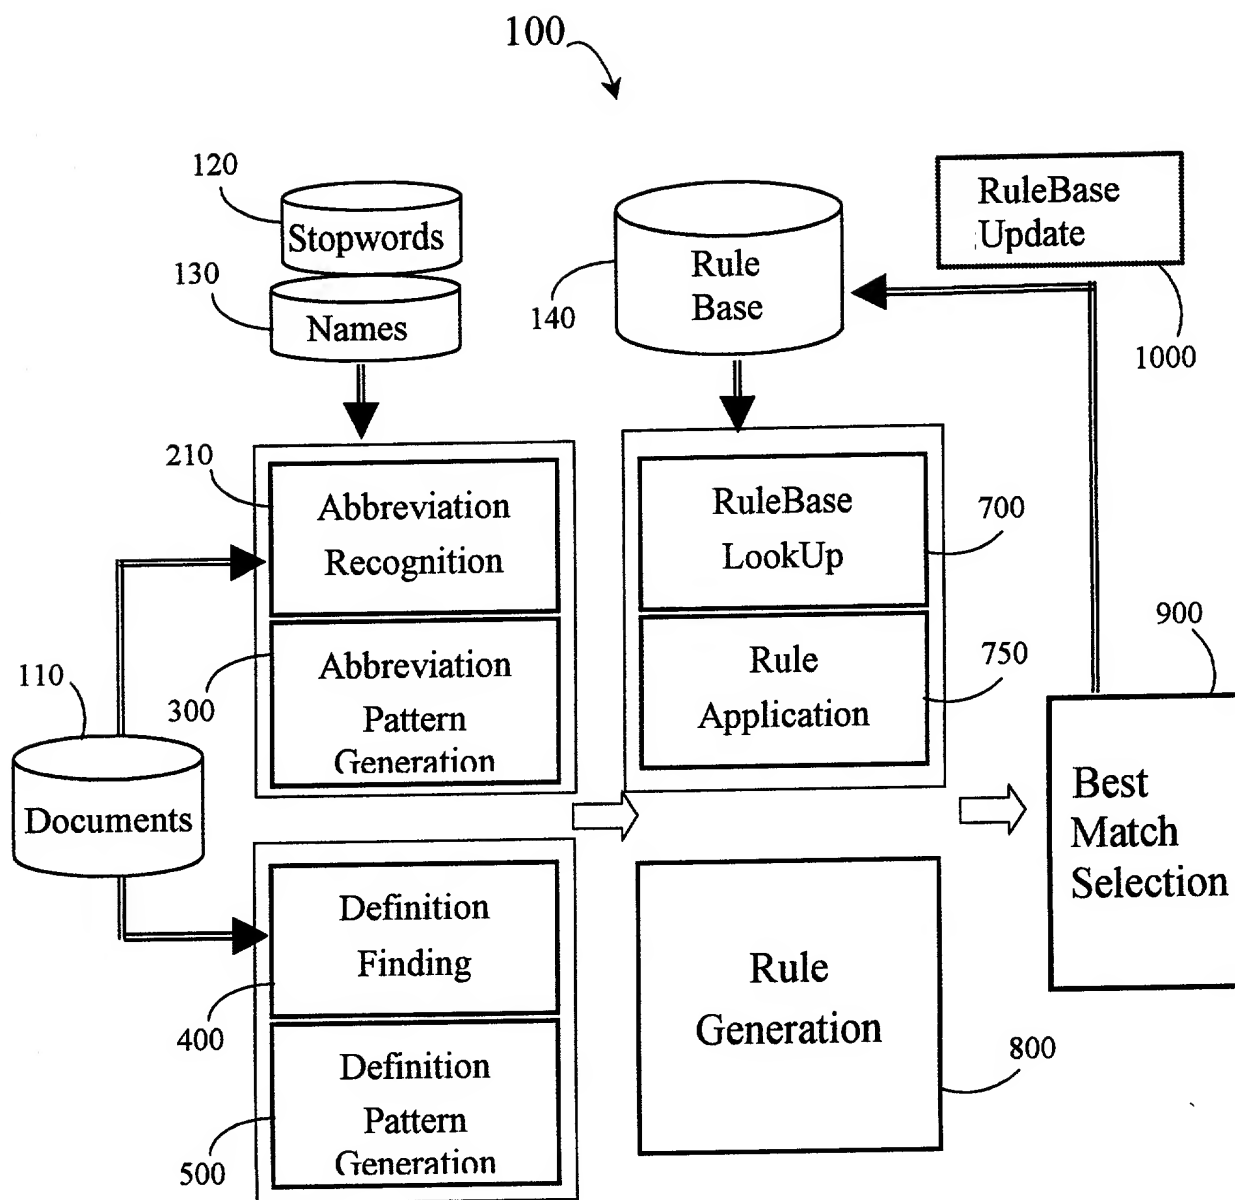 100
120
Stopwords
130
Names
140
Rule
Base
RuleBase
Update
1000
210
Abbreviation
Recognition
300
Abbreviation
Pattern
Generation
RuleBase
LookUp
700
Rule
Application
750
900
Best
Match
Selection
110
Documents
400
Definition
Finding
500
Definition
Pattern
Generation
Rule
Generation
800